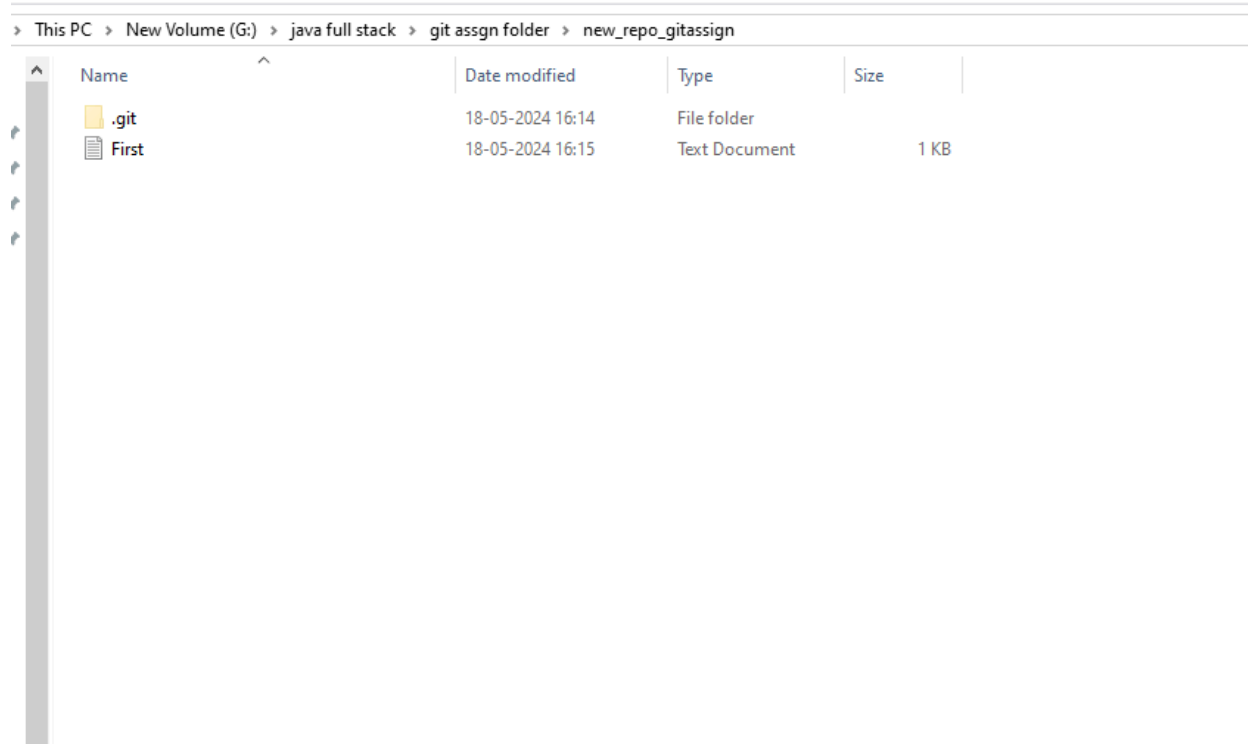 This PC > New Volume (G:) > java full stack > git assgn folder > new_repo_gitassign
Name Date modified Type Size
.git 18-05-2024 16:14 File folder
First 18-05-2024 16:15 Text Document 1 KB